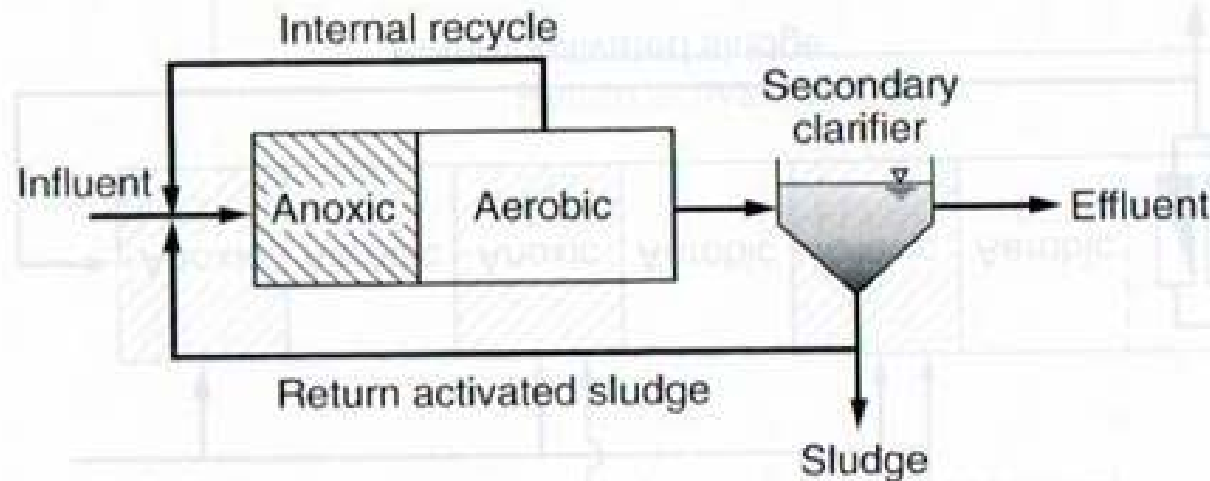 Internal recycle
Secondary
clarifier
Influent
Anoxic
Aerobic
Effluent
Return activated sludge
Sludge